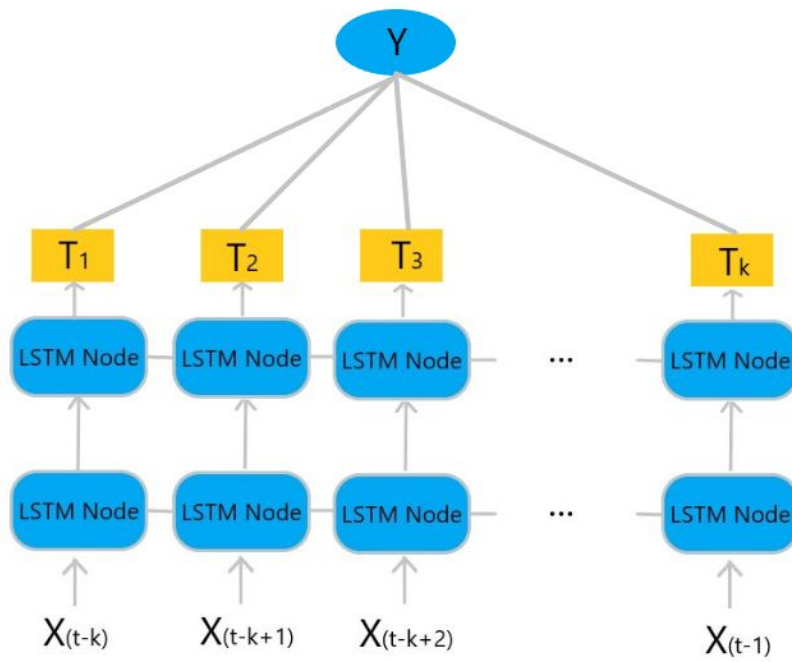 Y
T1 T2 T3 Tk
LSTM Node LSTM Node LSTM Node ... LSTM Node
LSTM Node LSTM Node LSTM Node ... LSTM Node
X(t-k) X(t-k+1) X(t-k+2) X(t-1)